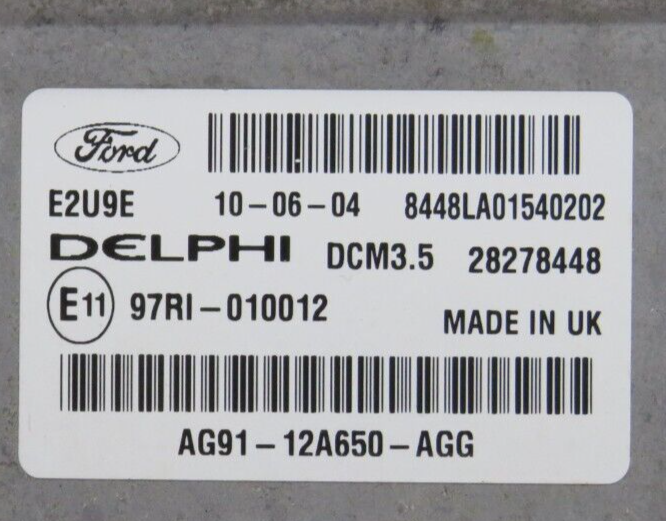 Ford
E2U9E 10-06-04 8448LA01540202
DELPHI DCM3.5 28278448
E11 97RI-010012
MADE IN UK
AG91-12A650-AGG